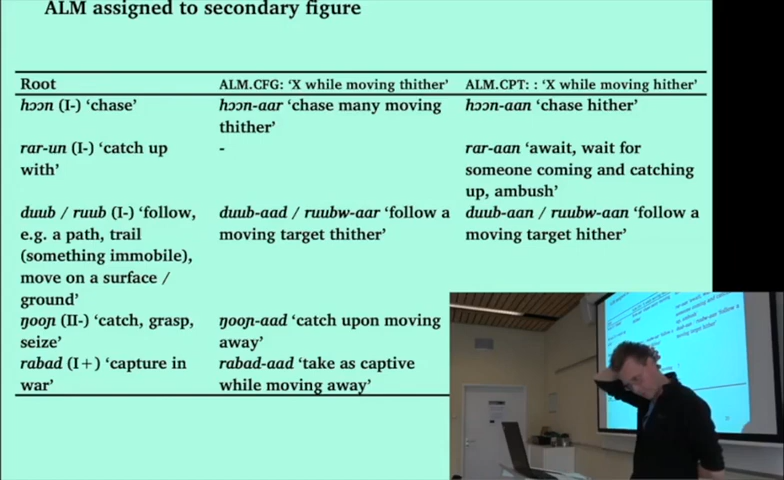 ALM assigned to secondary figure
Root ALM.CFG: ‘X while moving thither’ ALM.CPT: : ‘X while moving hither’
hɔɔn (I-) ‘chase’ hɔɔn-aar ‘chase many moving thither’ hɔɔn-aan ‘chase hither’
rar-un (I-) ‘catch up with’ - rar-aan ‘await, wait for someone coming and catching up, ambush’
duub / ruub (I-) ‘follow, e.g. a path, trail (something immobile), move on a surface / ground’ duub-aad / ruubw-aar ‘follow a moving target thither’ duub-aan / ruubw-aan ‘follow a moving target hither’
ŋooɲ (II-) ‘catch, grasp, seize’ ŋooɲ-aad ‘catch upon moving away’
rabad (I+) ‘capture in war’ rabad-aad ‘take as captive while moving away’